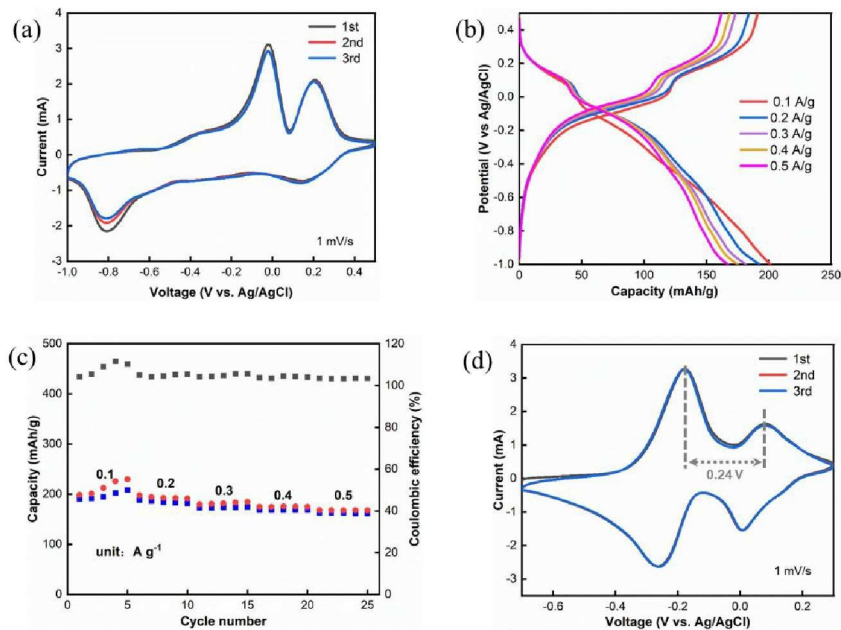 (a)
4
3
2
1
0
-1
-2
-3
Current (mA)
1st
2nd
3rd
1 mV/s
-1.0 -0.8 -0.6 -0.4 -0.2 0.0 0.2 0.4
Voltage (V vs. Ag/AgCl)
(b)
0.4
0.2
0.0
-0.2
-0.4
-0.6
-0.8
-1.0
Potential (V vs Ag/AgCl)
0.1 A/g
0.2 A/g
0.3 A/g
0.4 A/g
0.5 A/g
0 50 100 150 200 250
Capacity (mAh/g)
(c)
500
400
300
200
100
0
Capacity (mAh/g)
0.1 0.2 0.3 0.4 0.5
unit: A g-1
120
100
80
60
40
20
0
Coulombic efficiency (%)
0 5 10 15 20 25
Cycle number
(d)
4
3
2
1
0
-1
-2
-3
Current (mA)
1st
2nd
3rd
0.24 V
1 mV/s
-0.6 -0.4 -0.2 0.0 0.2
Voltage (V vs. Ag/AgCl)